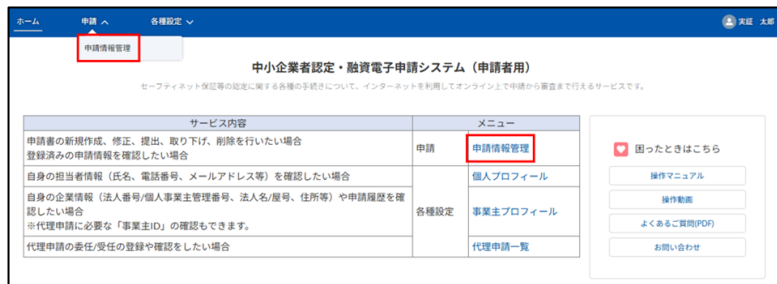 ホーム
申請
各種設定
実証 太郎
申請情報管理
中小企業者認定・融資電子申請システム（申請者用）
セーフティネット保証等の認定に関する各種の手続きについて、インターネットを利用してオンライン上で申請から審査まで行えるサービスです。
サービス内容
メニュー
申請書の新規作成、修正、提出、取り下げ、削除を行いたい場合
登録済みの申請情報を確認したい場合
申請
申請情報管理
自身の担当者情報（氏名、電話番号、メールアドレス等）を確認したい場合
個人プロフィール
自身の企業情報（法人番号/個人事業主管理番号、法人名/屋号、住所等）や申請履歴を確
認したい場合
※代理申請に必要な「事業主ID」の確認もできます。
各種設定
事業主プロフィール
代理申請の委任/受任の登録や確認をしたい場合
代理申請一覧
困ったときはこちら
操作マニュアル
操作動画
よくあるご質問(PDF)
お問い合わせ